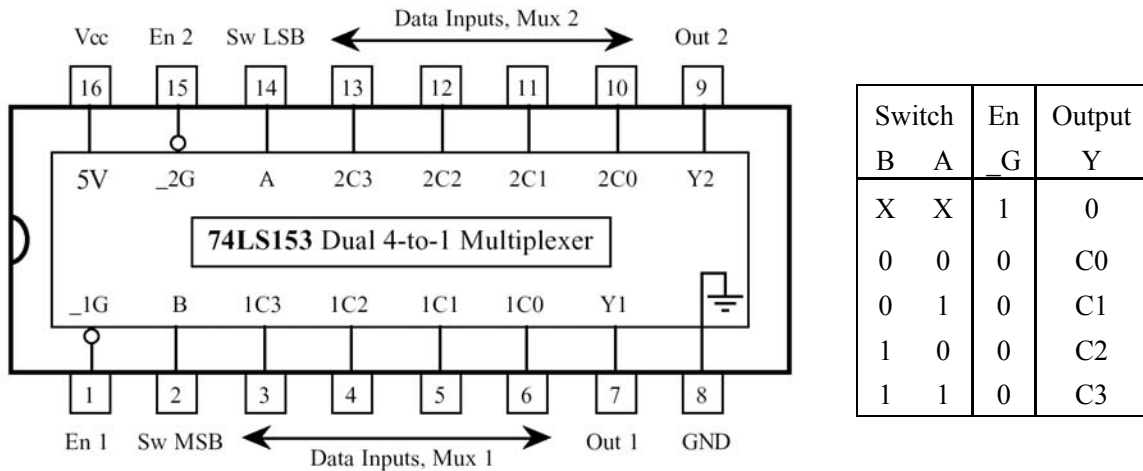 Data Inputs, Mux 2
Vcc En 2 Sw LSB Out 2
16 15 14 13 12 11 10 9
5V _2G A 2C3 2C2 2C1 2C0 Y2
74LS153 Dual 4-to-1 Multiplexer
_1G B 1C3 1C2 1C1 1C0 Y1
1 2 3 4 5 6 7 8
En 1 Sw MSB Out 1 GND
Data Inputs, Mux 1
Switch En Output
B A _G Y
X X 1 0
0 0 0 C0
0 1 0 C1
1 0 0 C2
1 1 0 C3